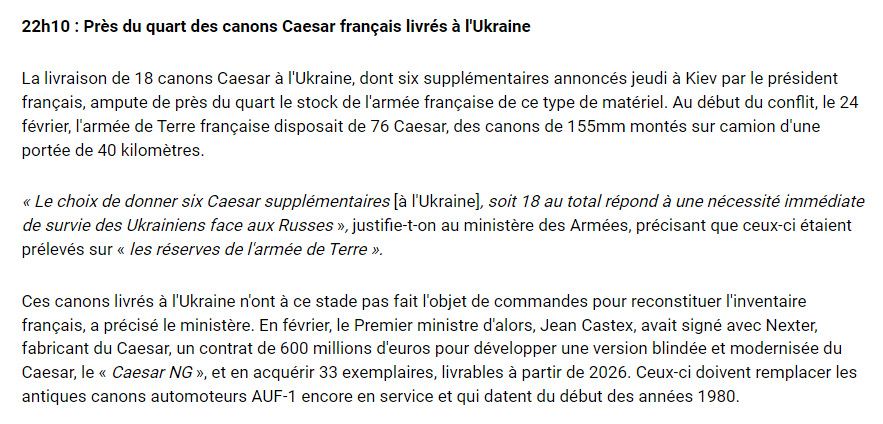 22h10 : Près du quart des canons Caesar français livrés à l'Ukraine
La livraison de 18 canons Caesar à l'Ukraine, dont six supplémentaires annoncés jeudi à Kiev par le président
français, ampute de près du quart le stock de l'armée française de ce type de matériel. Au début du conflit, le 24
février, l'armée de Terre française disposait de 76 Caesar, des canons de 155mm montés sur camion d'une
portée de 40 kilomètres.
« Le choix de donner six Caesar supplémentaires [à l'Ukraine], soit 18 au total répond à une nécessité immédiate
de survie des Ukrainiens face aux Russes », justifie-t-on au ministère des Armées, précisant que ceux-ci étaient
prélevés sur « les réserves de l'armée de Terre ».
Ces canons livrés à l'Ukraine n'ont à ce stade pas fait l'objet de commandes pour reconstituer l'inventaire
français, a précisé le ministère. En février, le Premier ministre d'alors, Jean Castex, avait signé avec Nexter,
fabricant du Caesar, un contrat de 600 millions d'euros pour développer une version blindée et modernisée du
Caesar, le « Caesar NG », et en acquérir 33 exemplaires, livrables à partir de 2026. Ceux-ci doivent remplacer les
antiques canons automoteurs AUF-1 encore en service et qui datent du début des années 1980.